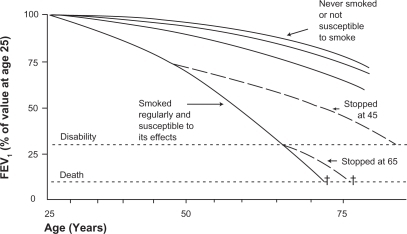 Never smoked
or not
susceptible
to smoke
100
75
50
25
0
FEV1 (% of value at age 25)
Smoked
regularly and
susceptible to
its effects
Stopped
at 45
Disability
Stopped at 65
Death
† †
25 50 75
Age (Years)